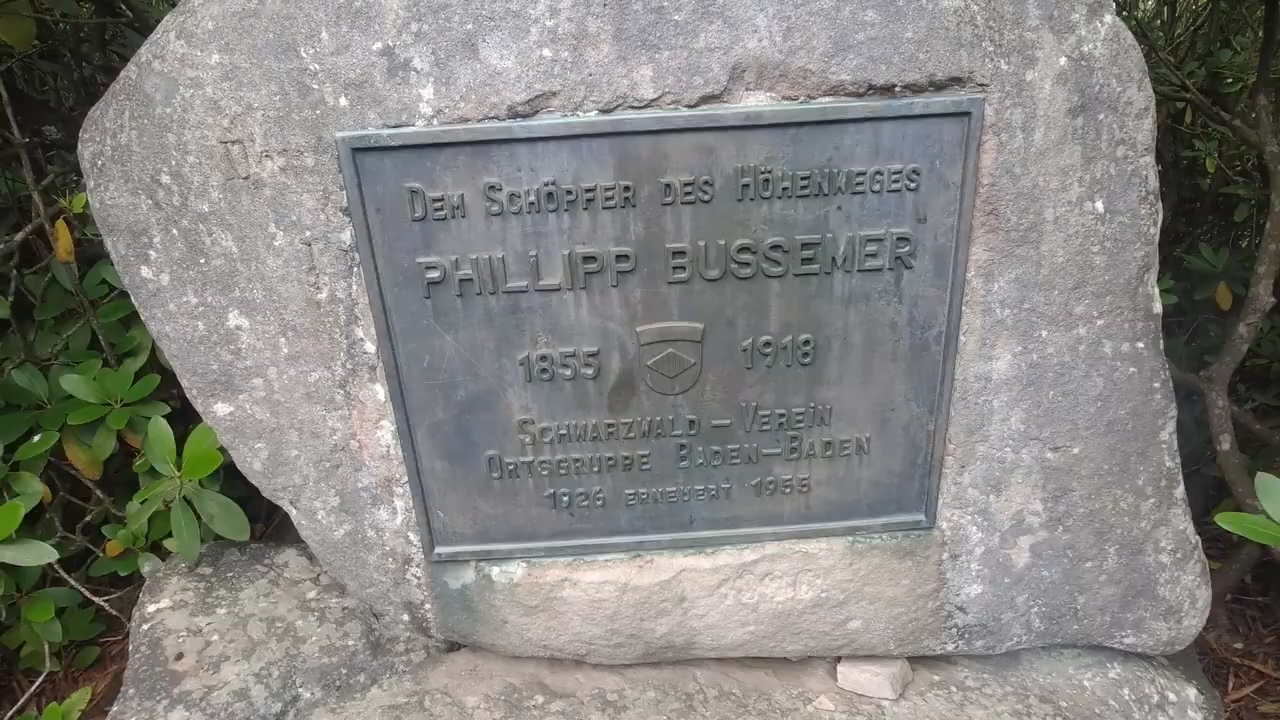 Dem Schöpfer des Höhenweges
PHILLIPP BUSSEMER
1855 1918
Schwarzwald – Verein
Ortsgruppe Baden–Baden
1926 erneuert 1955